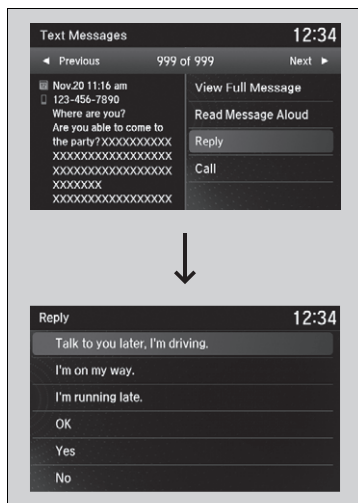 Text Messages 12:34
◄ Previous 999 of 999 Next ►
Nov.20 11:16 am
123-456-7890
Where are you?
Are you able to come to
the party?XXXXXXXXXX
XXXXXXXXXXXXXXXXX
XXXXXXXXXXXXXXXXX
XXXXXXX
XXXXXXXXXXXXXXXXX
View Full Message
Read Message Aloud
Reply
Call
Reply 12:34
Talk to you later, I'm driving.
I'm on my way.
I'm running late.
OK
Yes
No